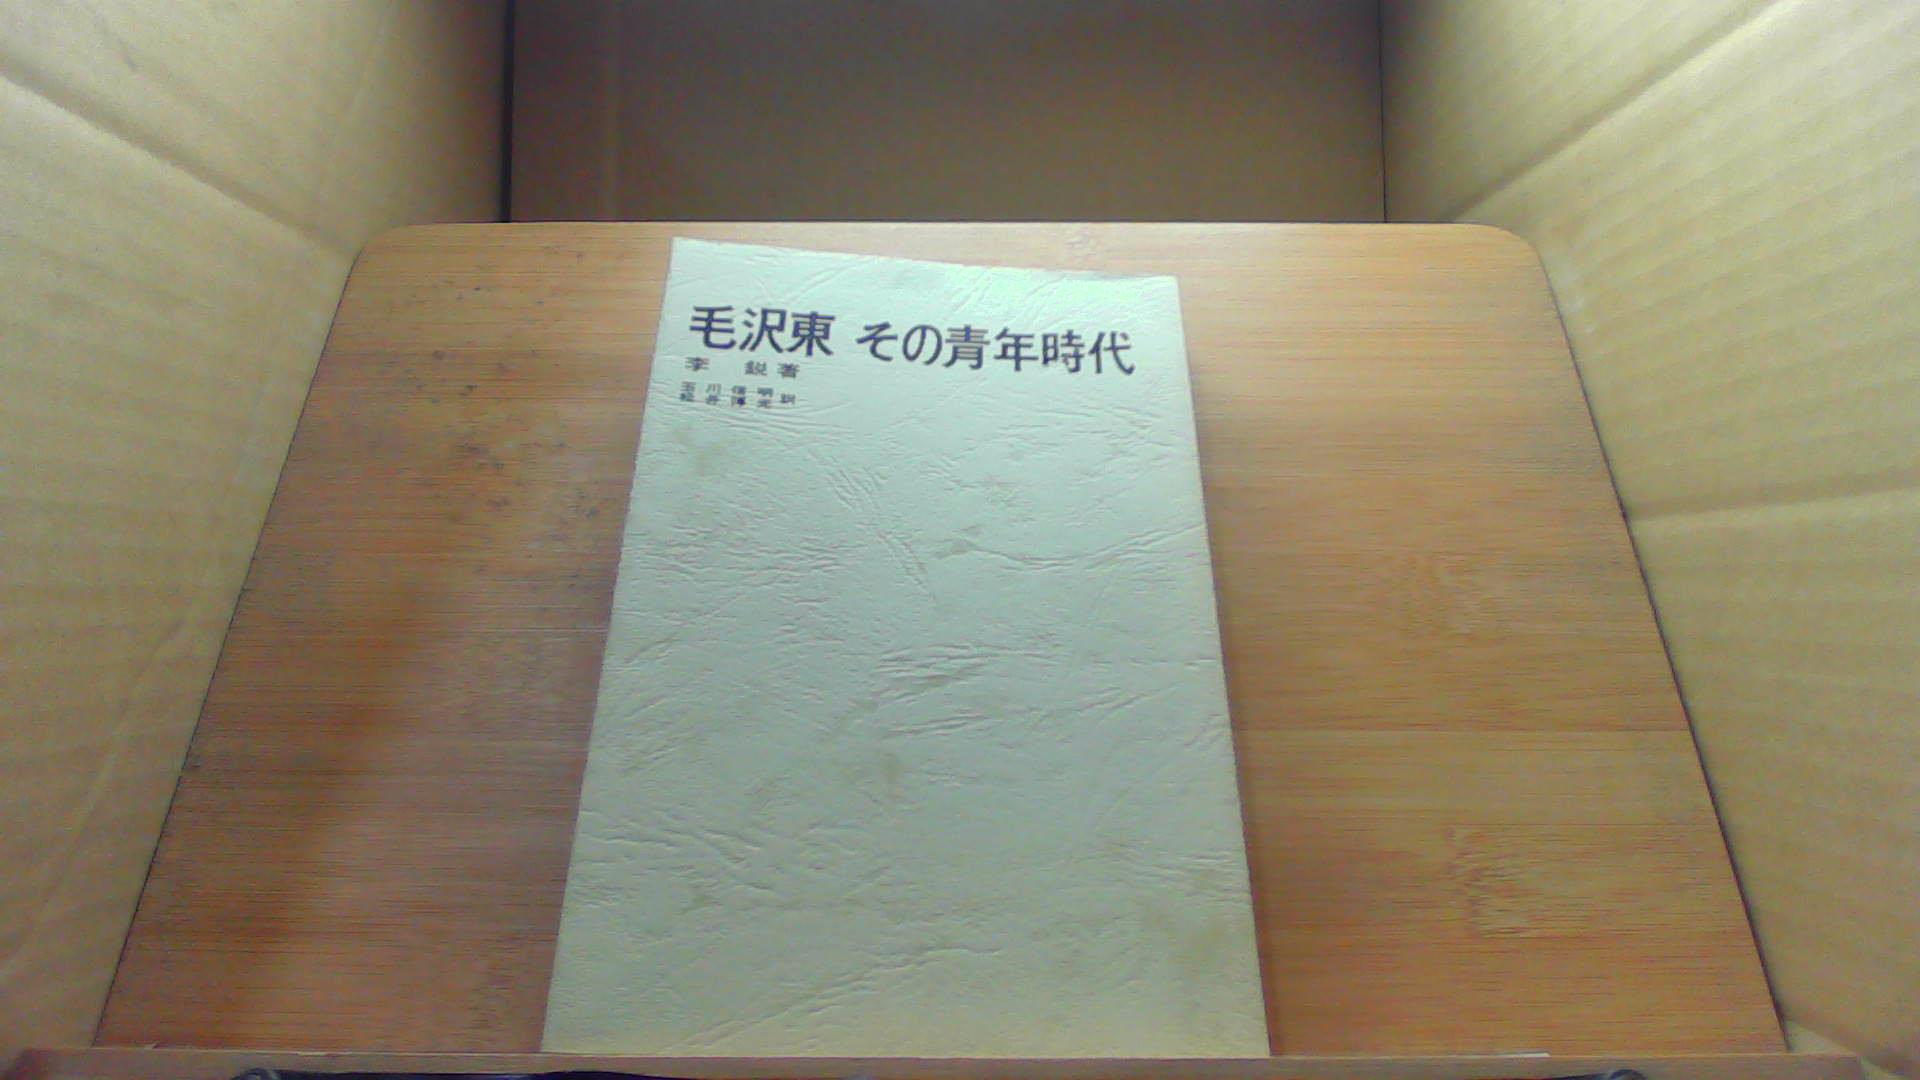 毛沢東 その青年時代
李 鋭 著
玉川信明 訳
松井博光